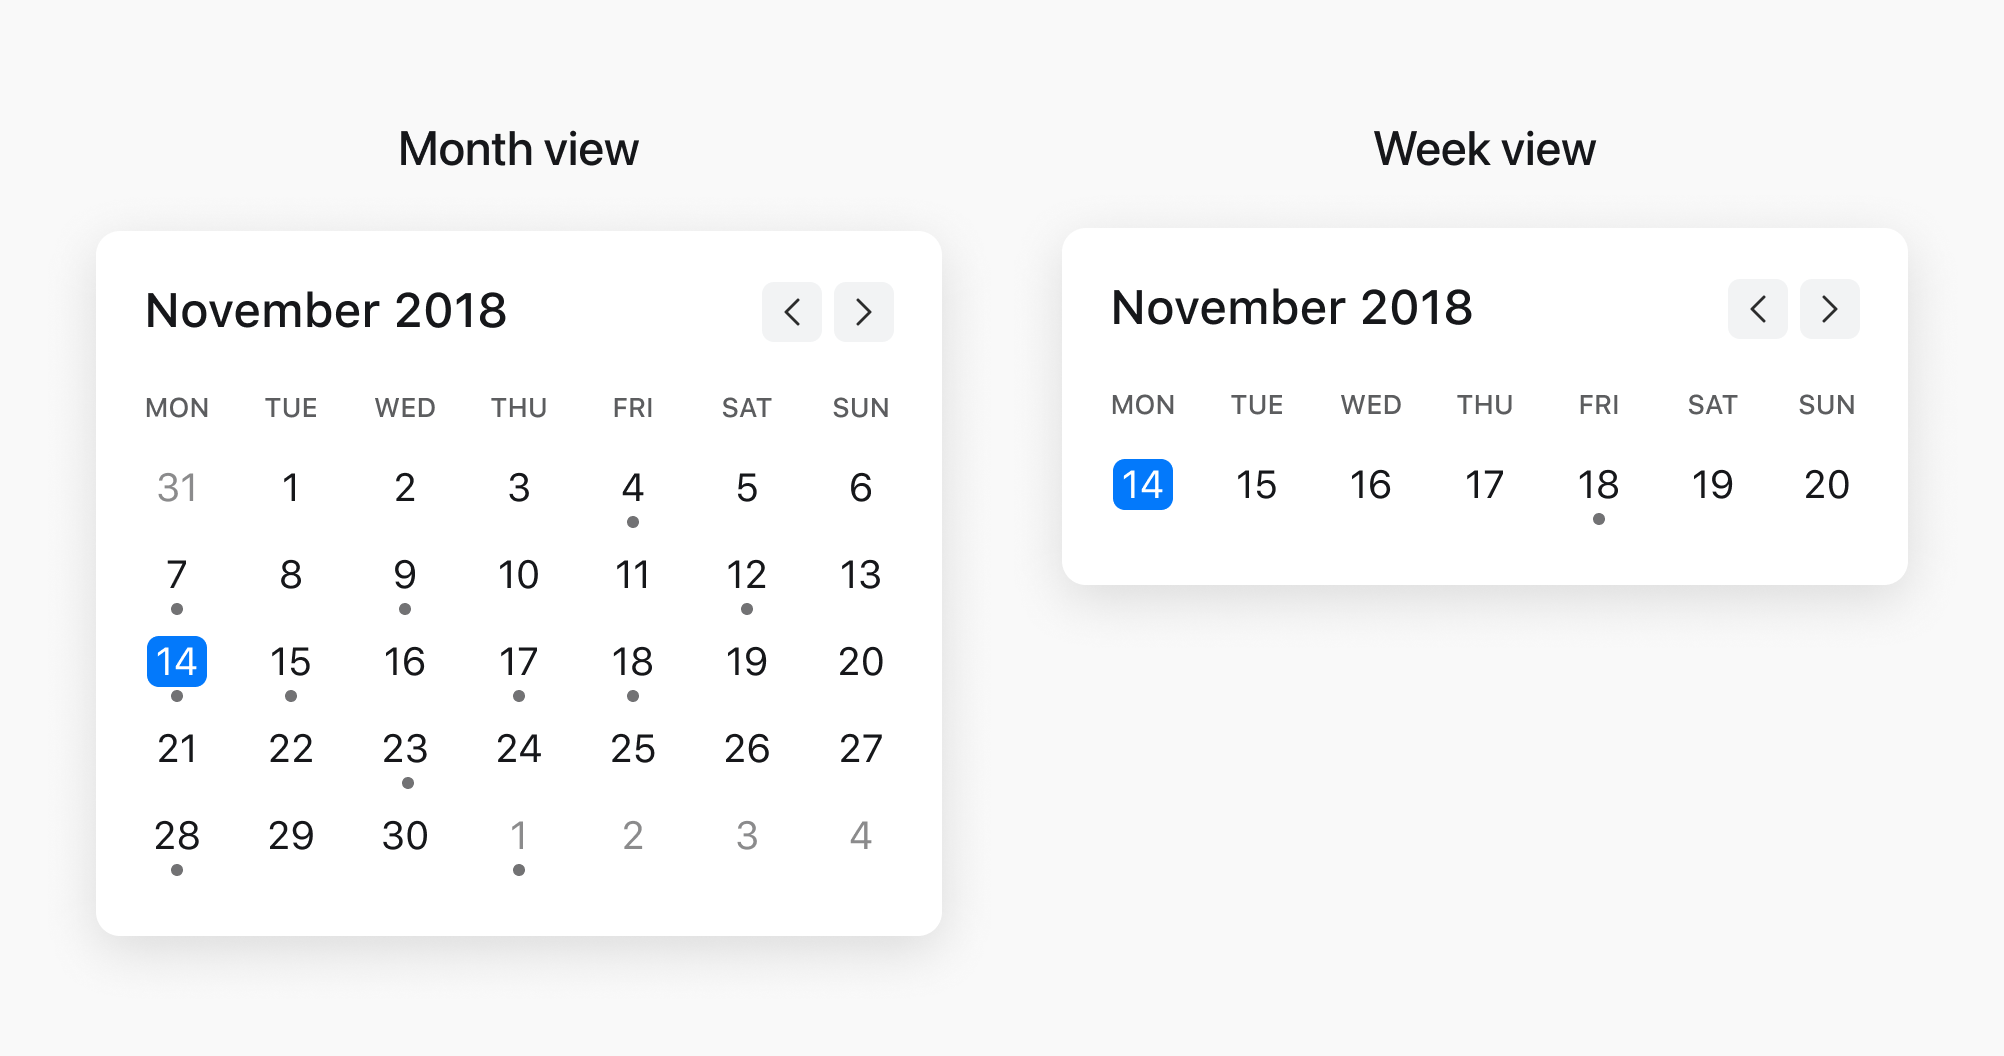 Month view
November 2018
MON TUE WED THU FRI SAT SUN
31 1 2 3 4 5 6
7 8 9 10 11 12 13
14 15 16 17 18 19 20
21 22 23 24 25 26 27
28 29 30 1 2 3 4
Week view
November 2018
MON TUE WED THU FRI SAT SUN
14 15 16 17 18 19 20